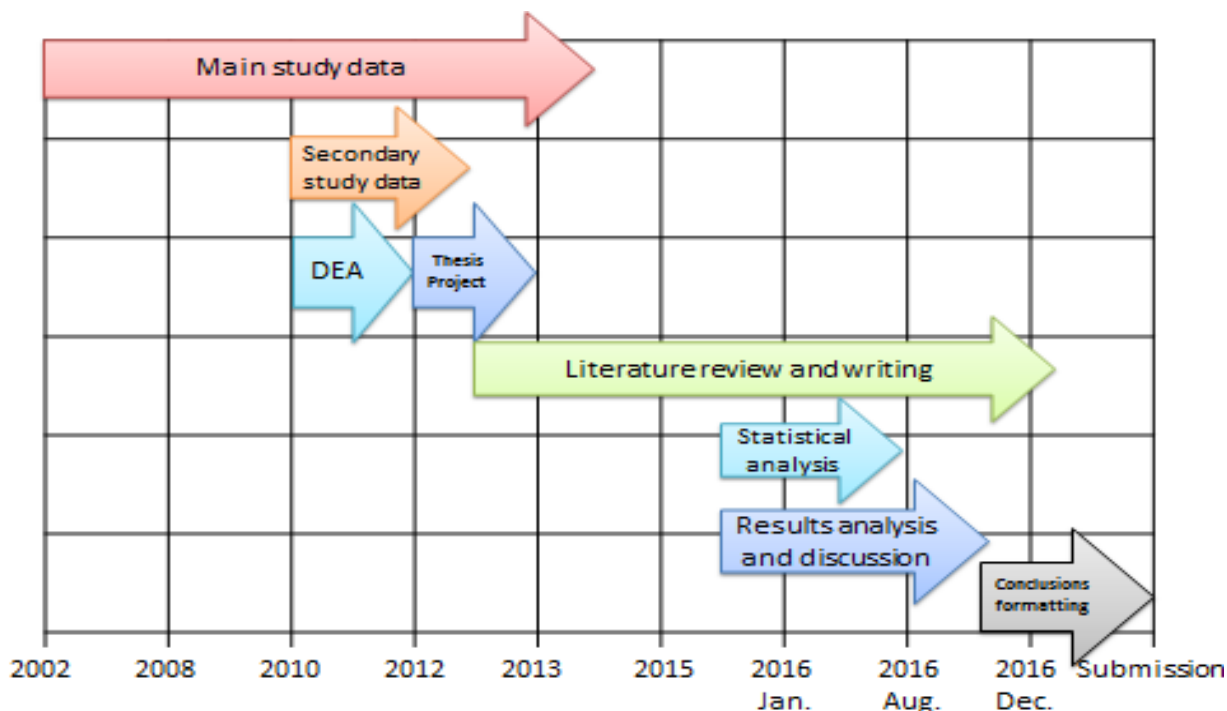 Main study data
Secondary
study data
DEA
Thesis
Project
Literature review and writing
Statistical
analysis
Results analysis
and discussion
Conclusions
formatting
2002 2008 2010 2012 2013 2015 2016 2016 2016 Submission
Jan. Aug. Dec.